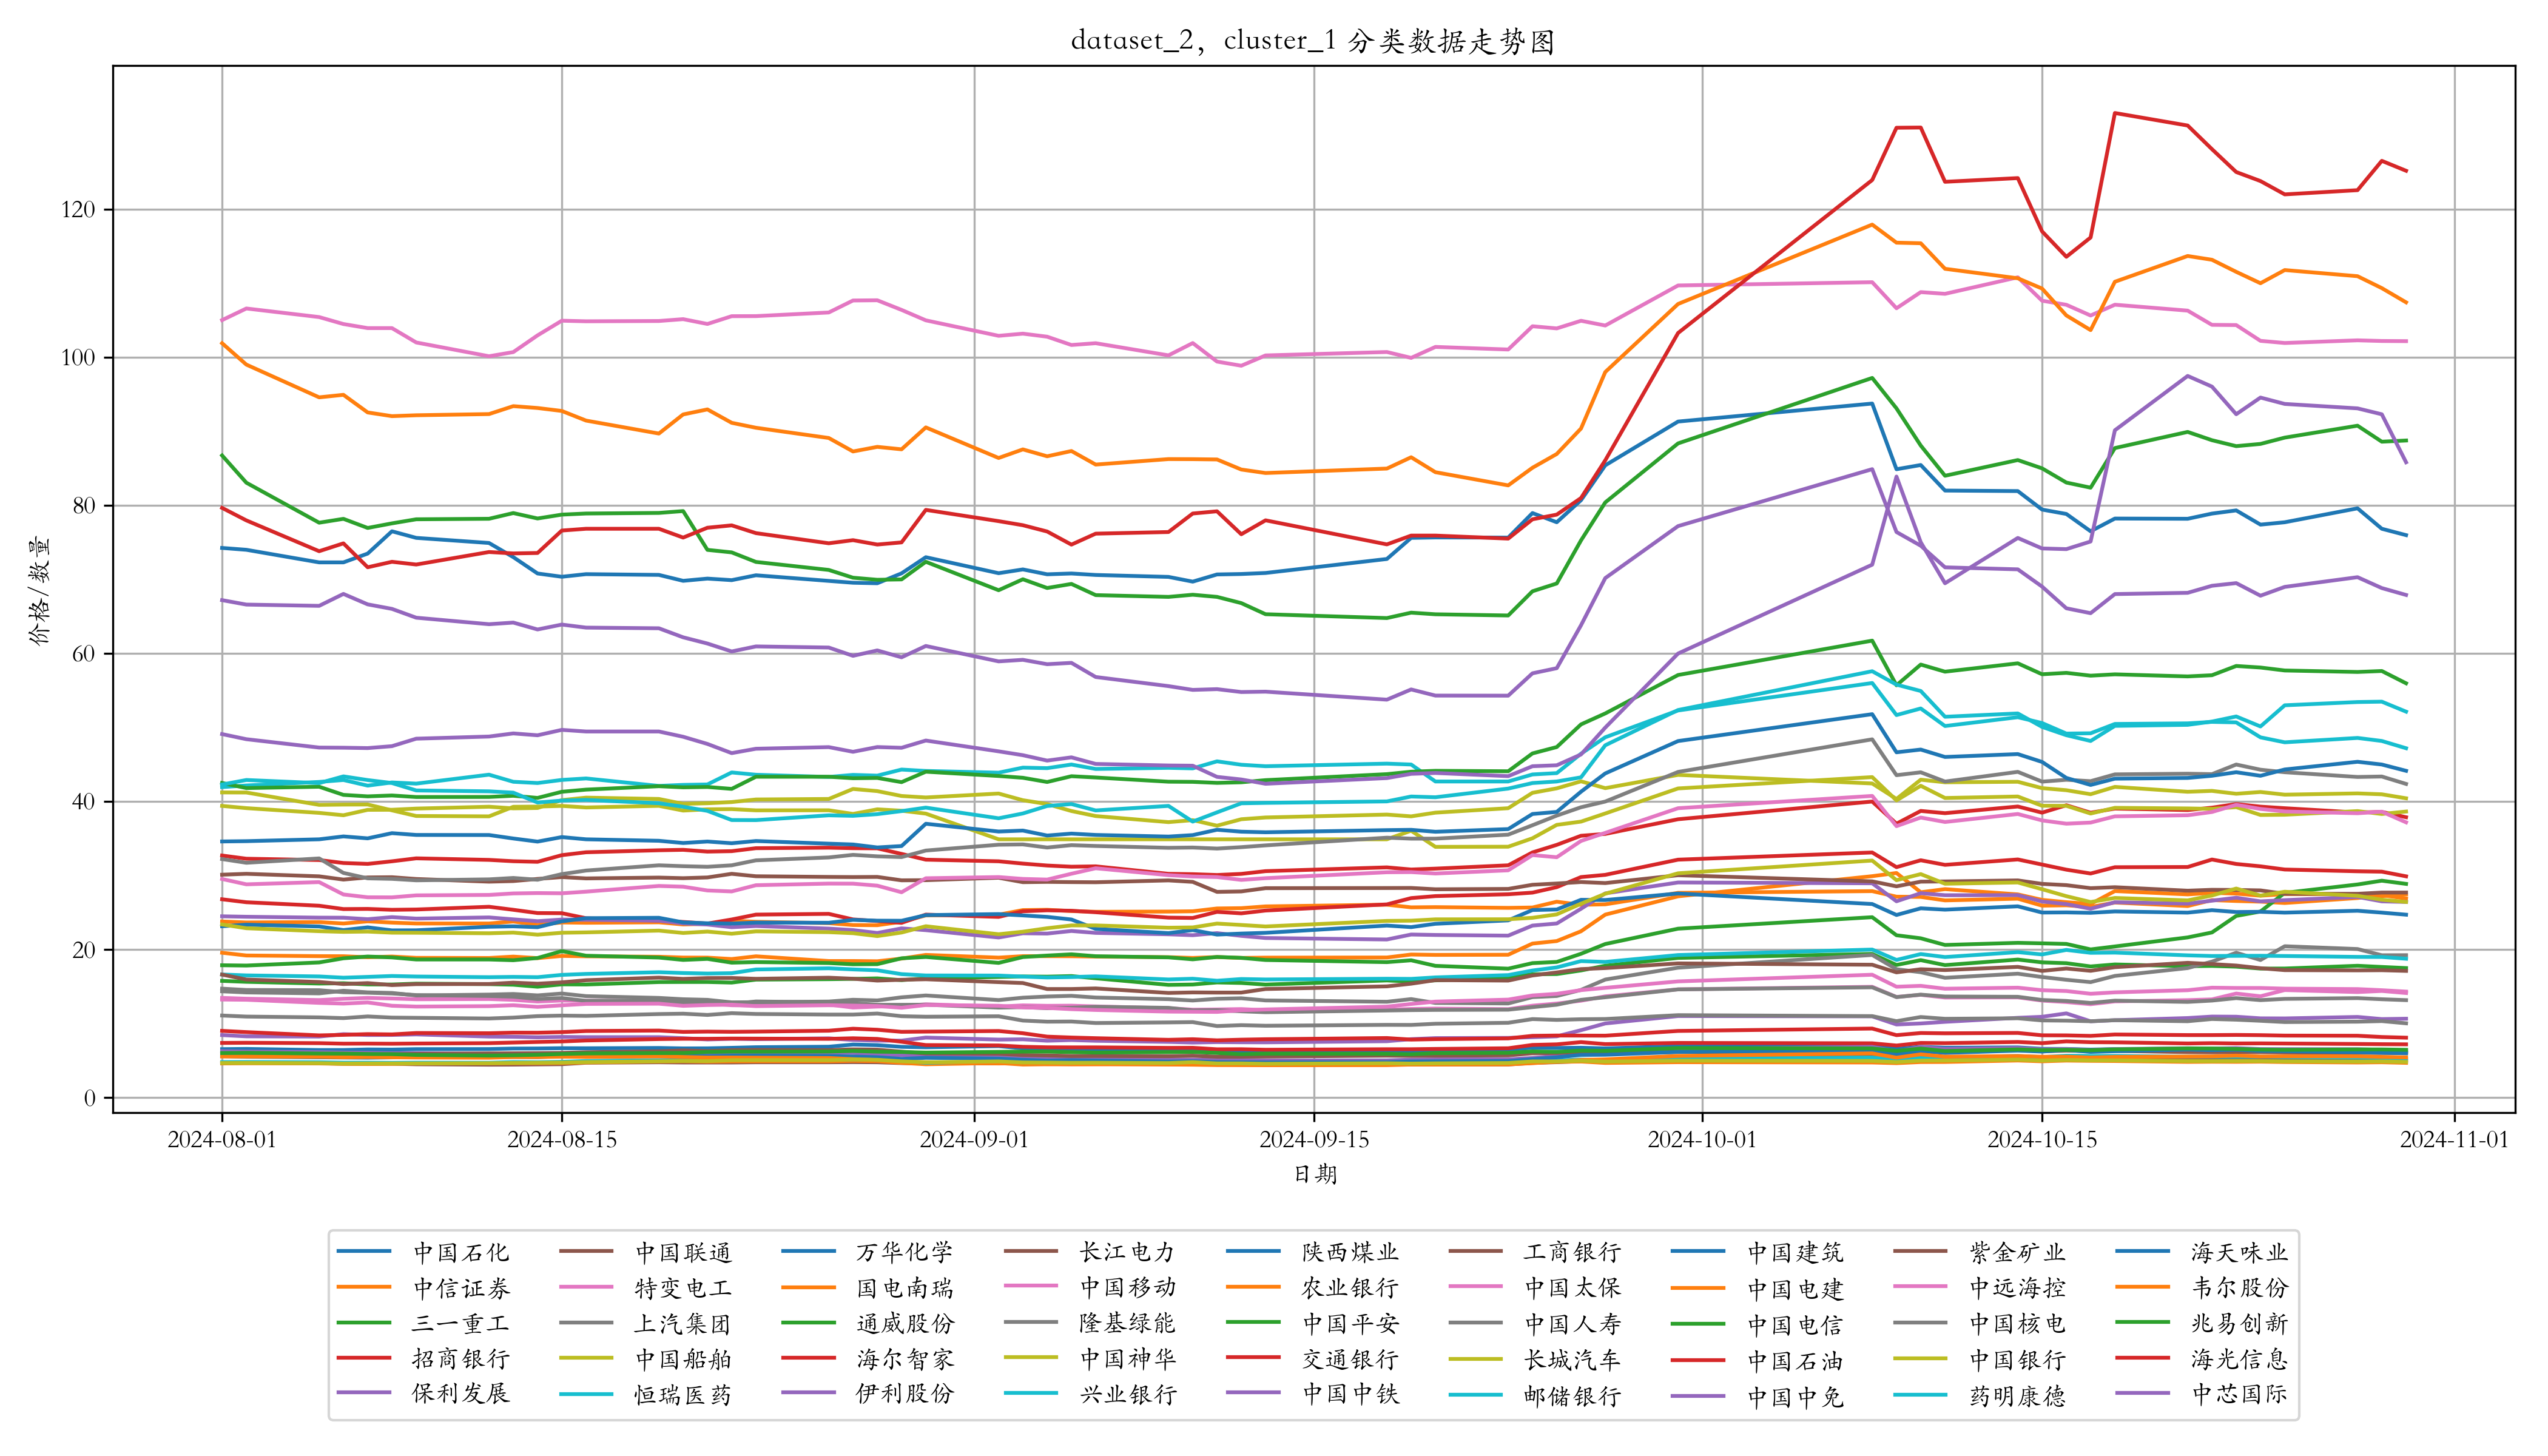 dataset_2，cluster_1 分类数据走势图
价格/数量
120
100
80
60
40
20
0
2024-08-01 2024-08-15 2024-09-01 2024-09-15 2024-10-01 2024-10-15 2024-11-01
日期
中国石化 中国联通 万华化学 长江电力 陕西煤业 工商银行 中国建筑 紫金矿业 海天味业
中信证券 特变电工 国电南瑞 中国移动 农业银行 中国太保 中国电建 中远海控 韦尔股份
三一重工 上汽集团 通威股份 隆基绿能 中国平安 中国人寿 中国电信 中国核电 兆易创新
招商银行 中国船舶 海尔智家 中国神华 交通银行 长城汽车 中国石油 中国银行 海光信息
保利发展 恒瑞医药 伊利股份 兴业银行 中国中铁 邮储银行 中国中免 药明康德 中芯国际